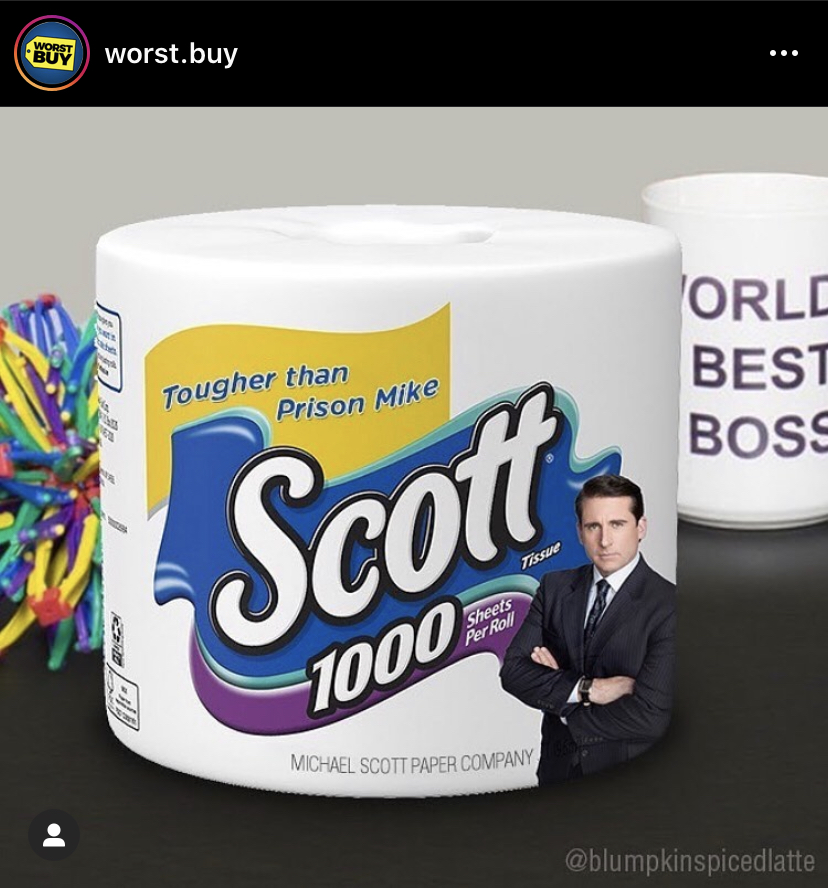 WORST
BUY
worst.buy
WORLD
BEST
BOSS
Tougher than
Prison Mike
Scott
®
Tissue
1000
Sheets
Per Roll
MICHAEL SCOTT PAPER COMPANY
@blumpkinspicedlatte